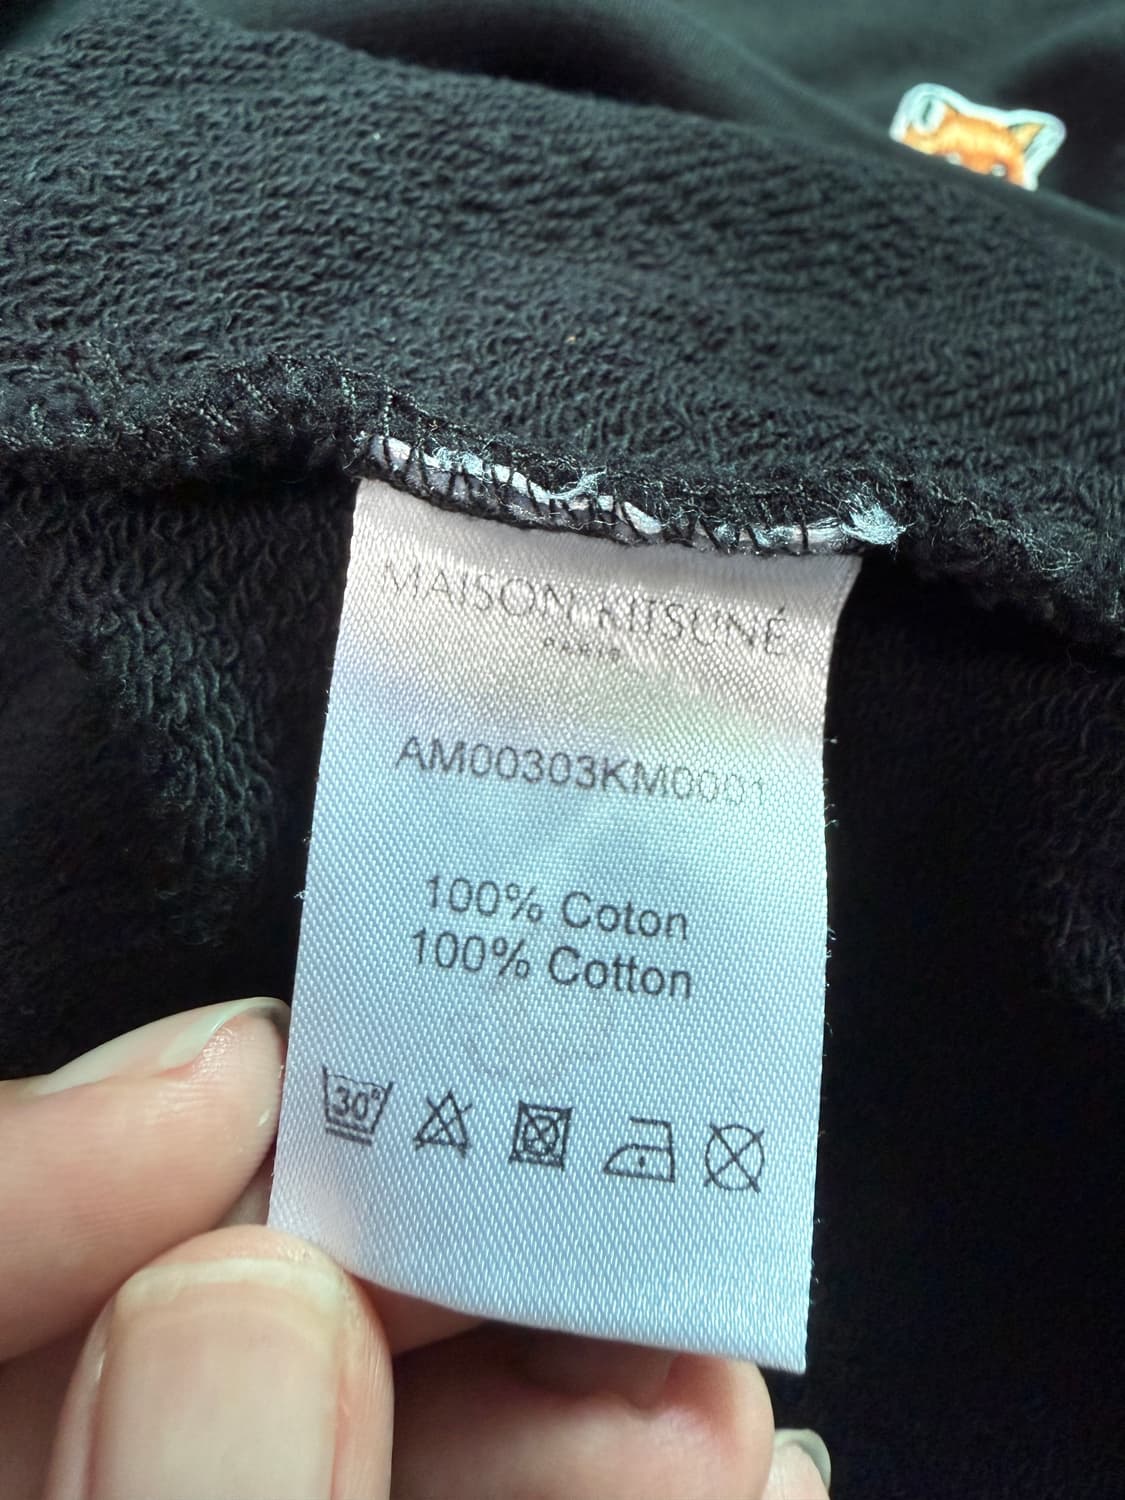 MAISON KITSUNÉ
PARIS
AM00303KM0001
100% Coton
100% Cotton
30°